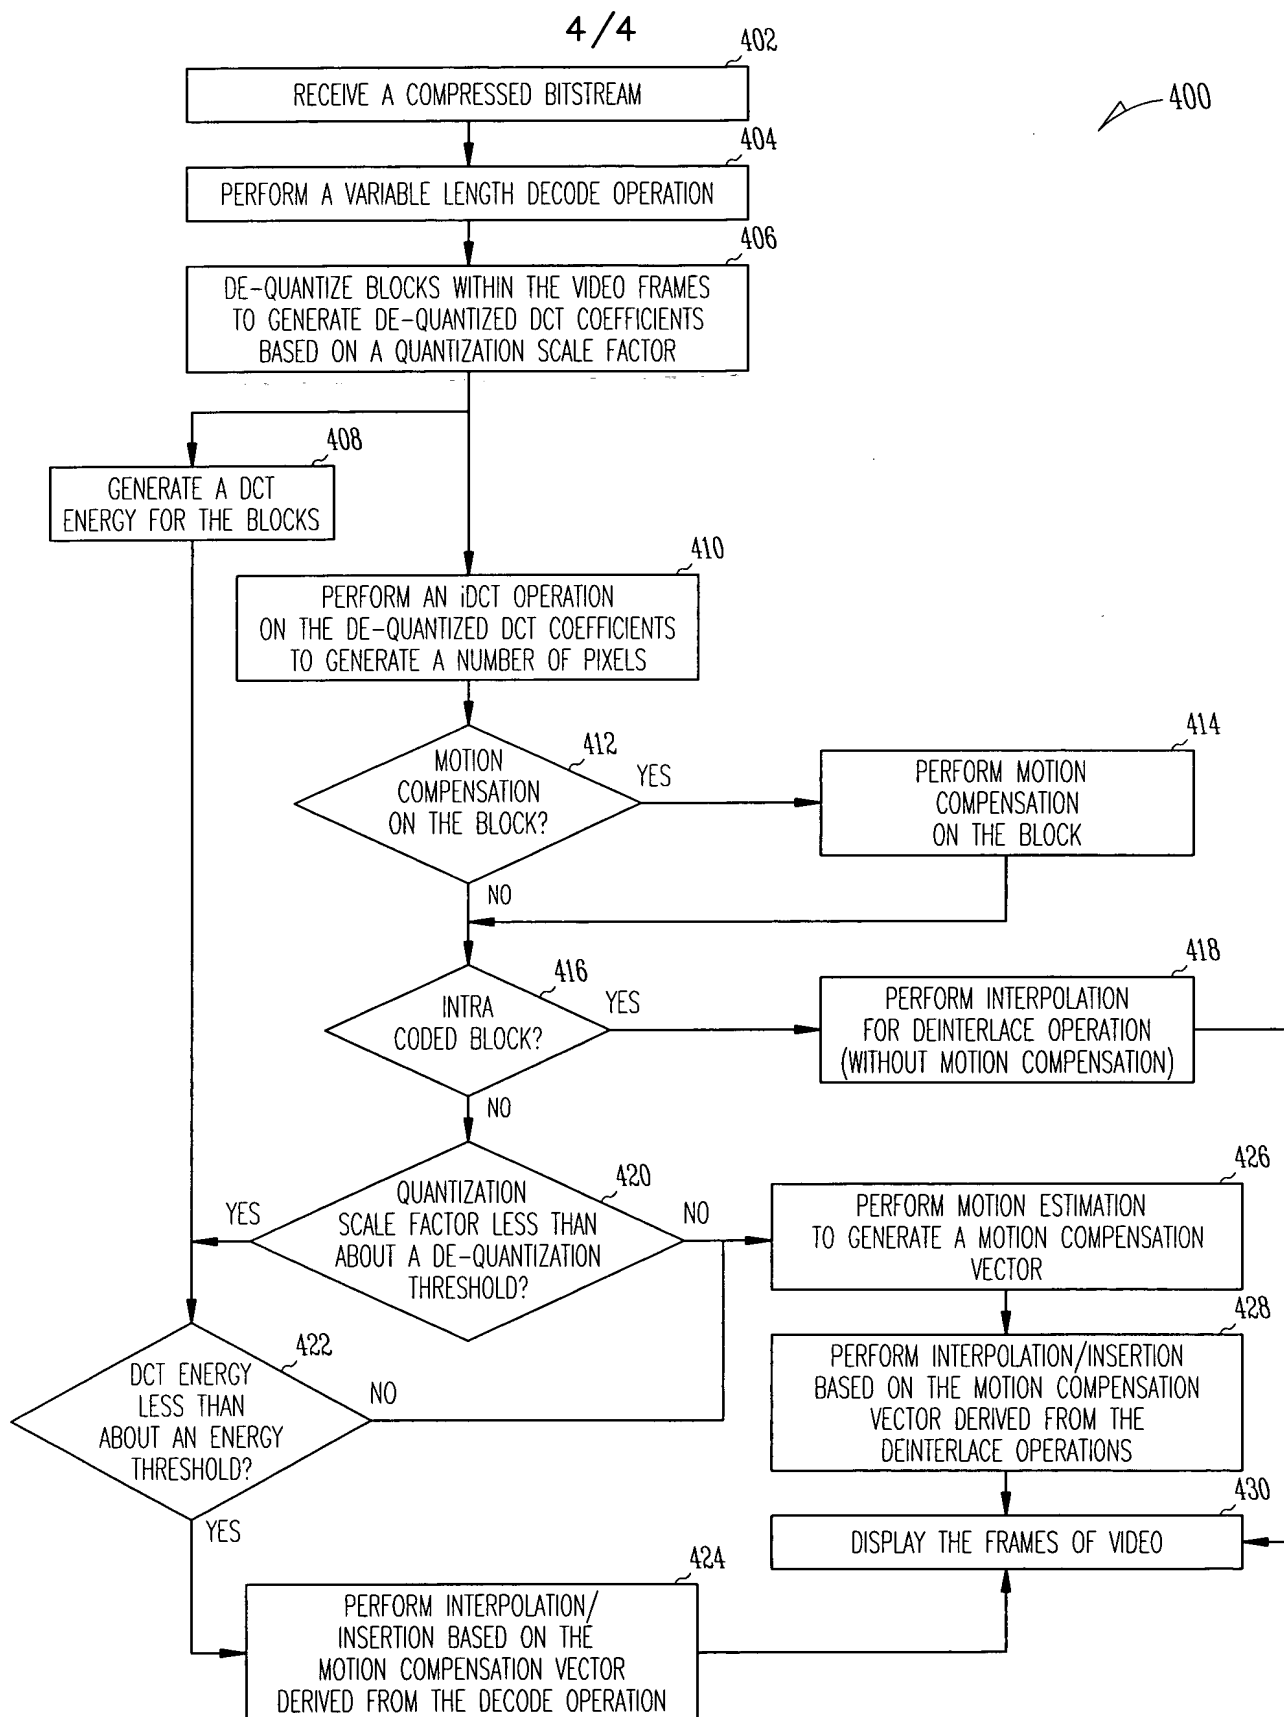 4/4
402
RECEIVE A COMPRESSED BITSTREAM
400
404
PERFORM A VARIABLE LENGTH DECODE OPERATION
406
DE-QUANTIZE BLOCKS WITHIN THE VIDEO FRAMES
TO GENERATE DE-QUANTIZED DCT COEFFICIENTS
BASED ON A QUANTIZATION SCALE FACTOR
408
GENERATE A DCT
ENERGY FOR THE BLOCKS
410
PERFORM AN iDCT OPERATION
ON THE DE-QUANTIZED DCT COEFFICIENTS
TO GENERATE A NUMBER OF PIXELS
412
MOTION
COMPENSATION
ON THE BLOCK?
YES
NO
414
PERFORM MOTION
COMPENSATION
ON THE BLOCK
416
INTRA
CODED BLOCK?
YES
NO
418
PERFORM INTERPOLATION
FOR DEINTERLACE OPERATION
(WITHOUT MOTION COMPENSATION)
420
QUANTIZATION
SCALE FACTOR LESS THAN
ABOUT A DE-QUANTIZATION
THRESHOLD?
YES
NO
426
PERFORM MOTION ESTIMATION
TO GENERATE A MOTION COMPENSATION
VECTOR
422
DCT ENERGY
LESS THAN
ABOUT AN ENERGY
THRESHOLD?
NO
YES
428
PERFORM INTERPOLATION/INSERTION
BASED ON THE MOTION COMPENSATION
VECTOR DERIVED FROM THE
DEINTERLACE OPERATIONS
430
DISPLAY THE FRAMES OF VIDEO
424
PERFORM INTERPOLATION/
INSERTION BASED ON THE
MOTION COMPENSATION VECTOR
DERIVED FROM THE DECODE OPERATION